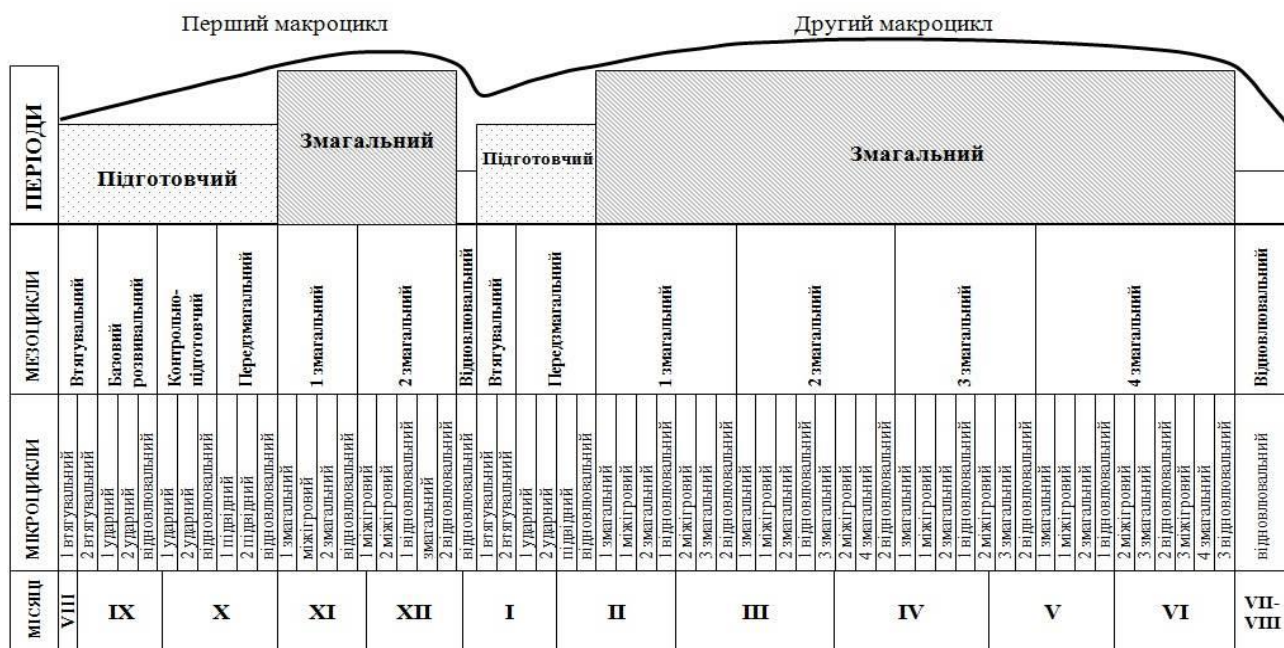 Перший макроцикл
Другий макроцикл
ПЕРІОДИ
Підготовчий
Змагальний
Підготовчий
Змагальний
МЕЗОЦИКЛИ
Втягувальний
Базовий
розвивальний
Контрольно-
підготовчий
Передзмагальний
1 змагальний
2 змагальний
Відновлювальний
Втягувальний
Передзмагальний
1 змагальний
2 змагальний
3 змагальний
4 змагальний
Відновлювальний
МІКРОЦИКЛИ
1 втягувальний
2 втягувальний
1 ударний
2 ударний
відновлювальний
1 ударний
2 ударний
відновлювальний
1 підвідний
2 підвідний
відновлювальний
1 змагальний
міжігровий
2 змагальний
відновлювальний
1 міжігровий
2 міжігровий
1 відновлювальний
змагальний
2 відновлювальний
відновлювальний
1 втягувальний
2 втягувальний
1 ударний
2 ударний
підвідний
відновлювальний
1 змагальний
1 міжігровий
2 змагальний
1 відновлювальний
2 міжігровий
3 змагальний
2 відновлювальний
1 змагальний
1 міжігровий
2 змагальний
1 відновлювальний
3 змагальний
2 міжігровий
4 змагальний
2 відновлювальний
1 змагальний
1 міжігровий
2 змагальний
1 відновлювальний
2 міжігровий
3 змагальний
2 відновлювальний
1 змагальний
1 міжігровий
2 змагальний
1 відновлювальний
2 міжігровий
3 змагальний
2 відновлювальний
3 міжігровий
4 змагальний
3 відновлювальний
відновлювальний
МІСЯЦІ
VIII
IX
X
XI
XII
I
II
III
IV
V
VI
VII-
VIII